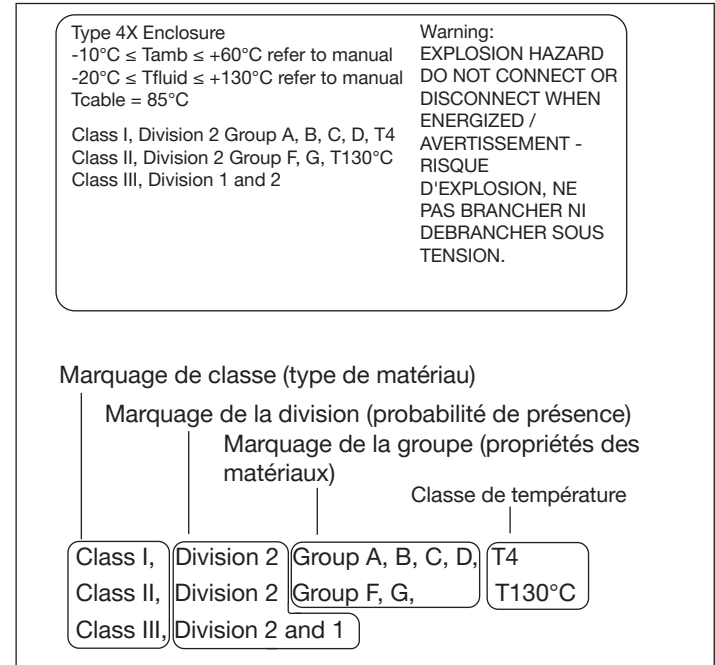 Type 4X Enclosure
-10°C ≤ Tamb ≤ +60°C refer to manual
-20°C ≤ Tfluid ≤ +130°C refer to manual
Tcable = 85°C
Class I, Division 2 Group A, B, C, D, T4
Class II, Division 2 Group F, G, T130°C
Class III, Division 1 and 2
Warning:
EXPLOSION HAZARD
DO NOT CONNECT OR
DISCONNECT WHEN
ENERGIZED /
AVERTISSEMENT -
RISQUE
D'EXPLOSION, NE
PAS BRANCHER NI
DEBRANCHER SOUS
TENSION.
Marquage de classe (type de matériau)
Marquage de la division (probabilité de présence)
Marquage de la groupe (propriétés des
matériaux)
Classe de température
Class I, Division 2 Group A, B, C, D, T4
Class II, Division 2 Group F, G, T130°C
Class III, Division 2 and 1